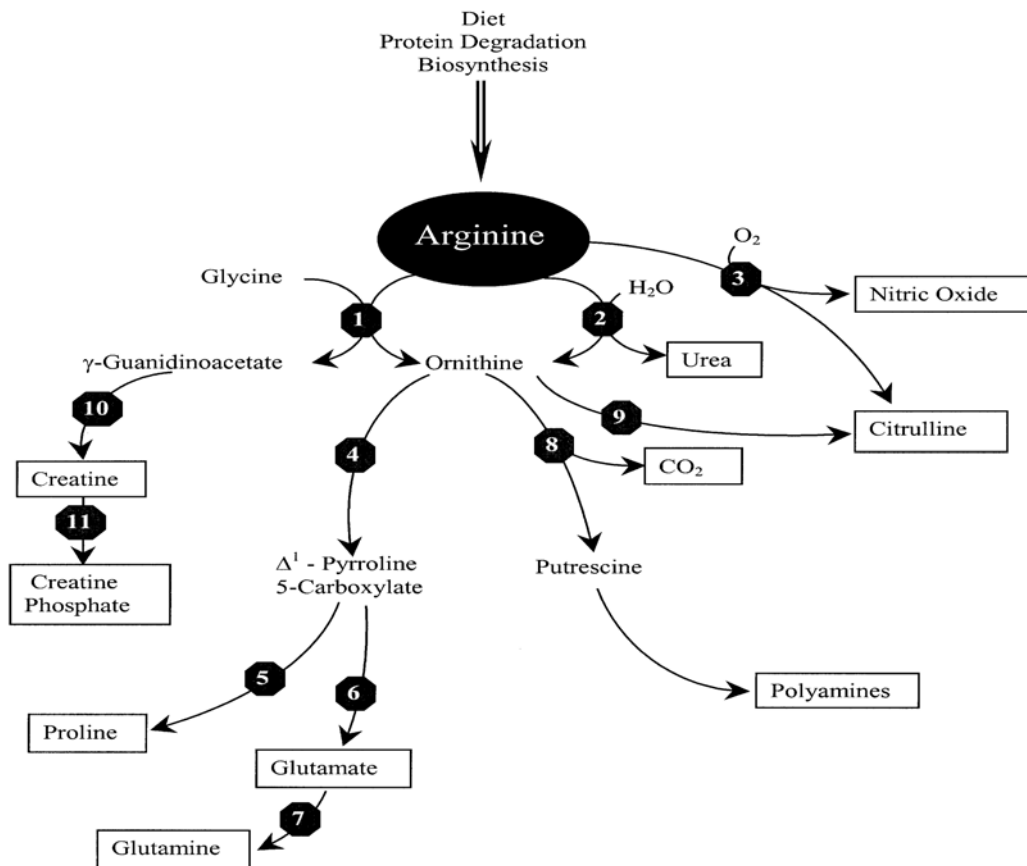 Diet
Protein Degradation
Biosynthesis
Arginine
O₂
3
Nitric Oxide
Glycine
1
2
H₂O
γ-Guanidinoacetate
Ornithine
Urea
10
9
Citrulline
4
8
CO₂
Creatine
11
Creatine
Phosphate
Δ¹ - Pyrroline
5-Carboxylate
Putrescine
5
6
Polyamines
Proline
Glutamate
7
Glutamine